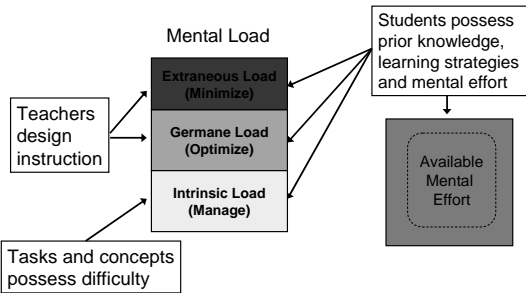 Mental Load
Extraneous Load
(Minimize)
Germane Load
(Optimize)
Intrinsic Load
(Manage)
Teachers
design
instruction
Tasks and concepts
possess difficulty
Students possess
prior knowledge,
learning strategies
and mental effort
Available
Mental
Effort